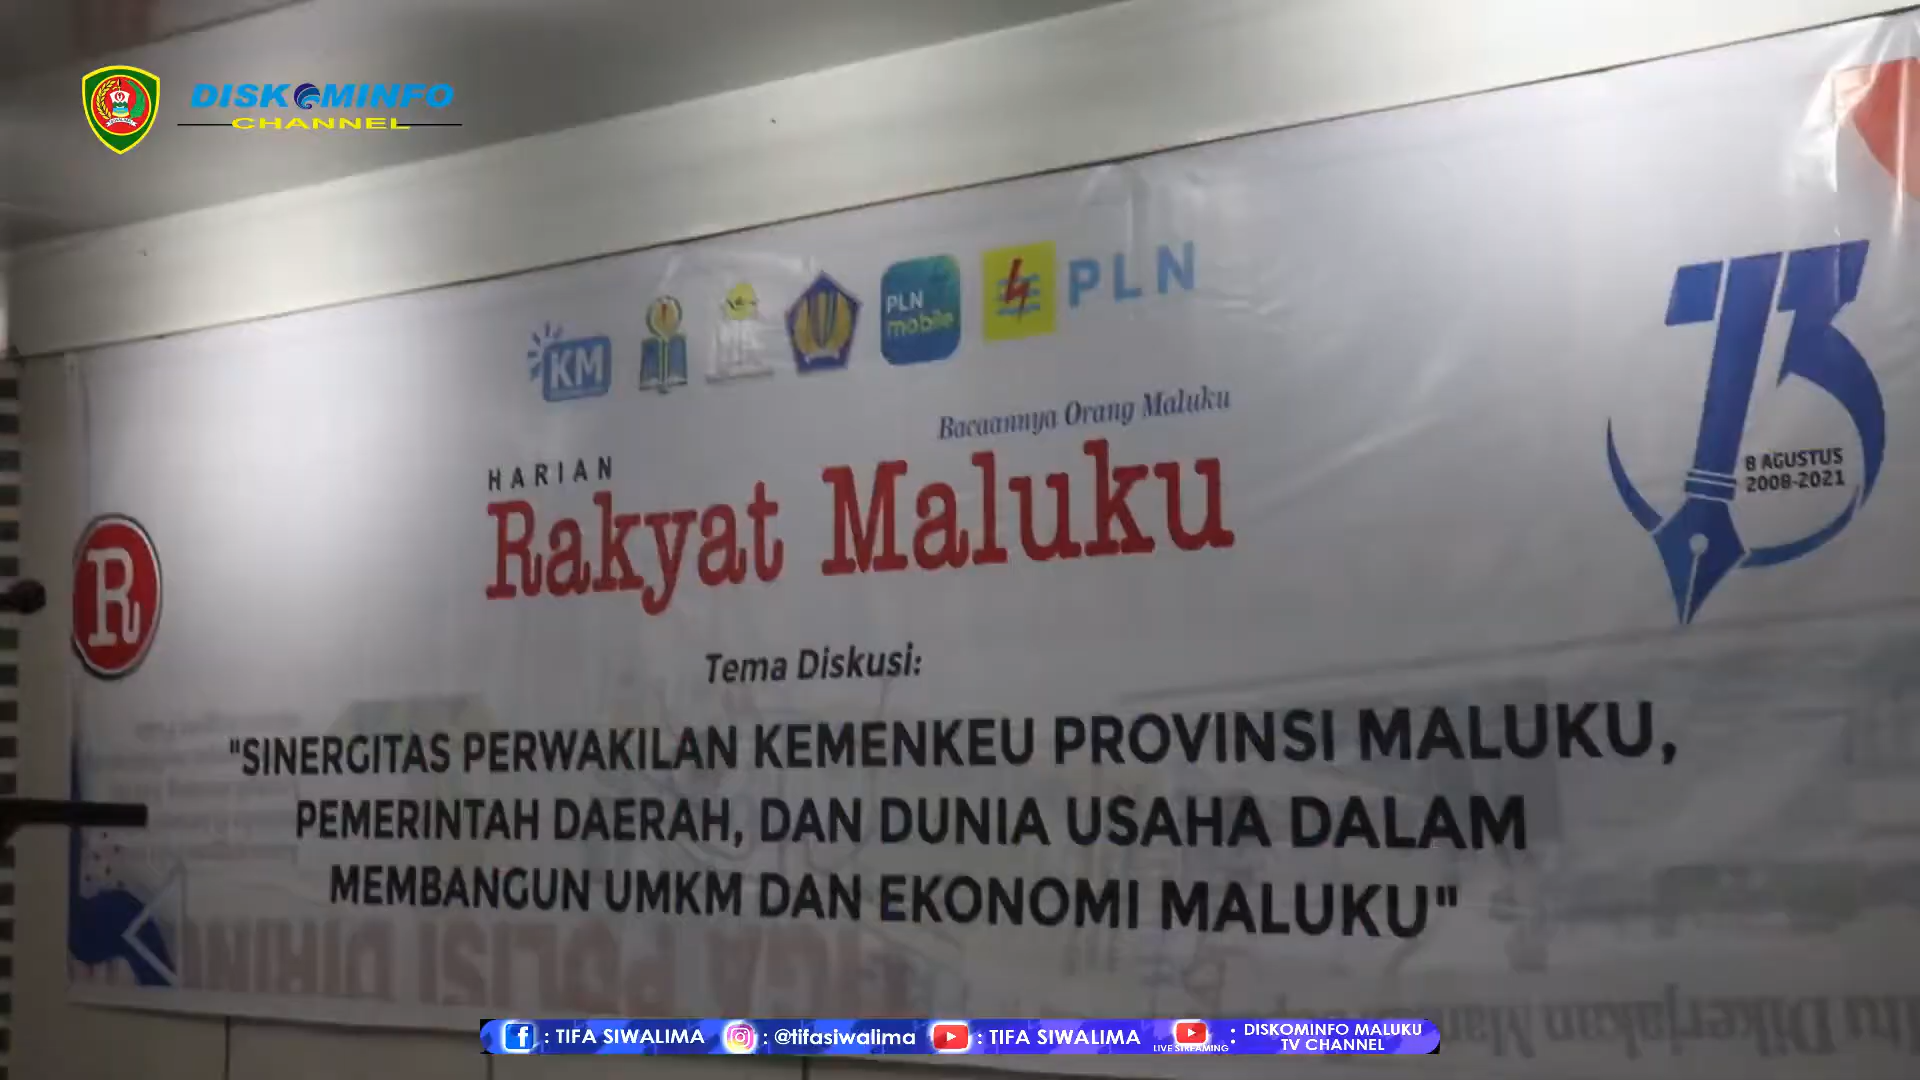 DISKOMINFO
CHANNEL
KM
PLN
mobile
PLN
Bacaannya Orang Maluku
HARIAN
Rakyat Maluku
R
13
8 AGUSTUS
2008-2021
Tema Diskusi:
"SINERGITAS PERWAKILAN KEMENKEU PROVINSI MALUKU,
PEMERINTAH DAERAH, DAN DUNIA USAHA DALAM
MEMBANGUN UMKM DAN EKONOMI MALUKU"
: TIFA SIWALIMA : @tifasiwalima : TIFA SIWALIMA LIVE STREAMING : DISKOMINFO MALUKU
TV CHANNEL